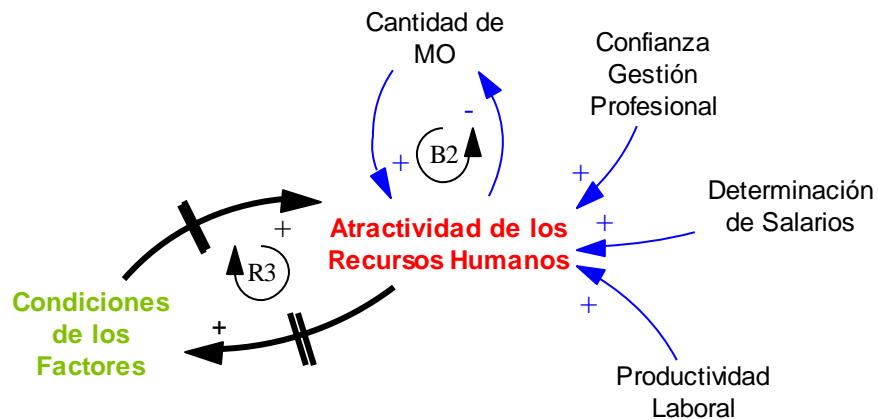 Cantidad de
MO
Confianza
Gestión
Profesional
-
+
B2
+
Determinación
de Salarios
+
Atractividad de los
Recursos Humanos
+
R3
+
Condiciones
de los
Factores
+
Productividad
Laboral